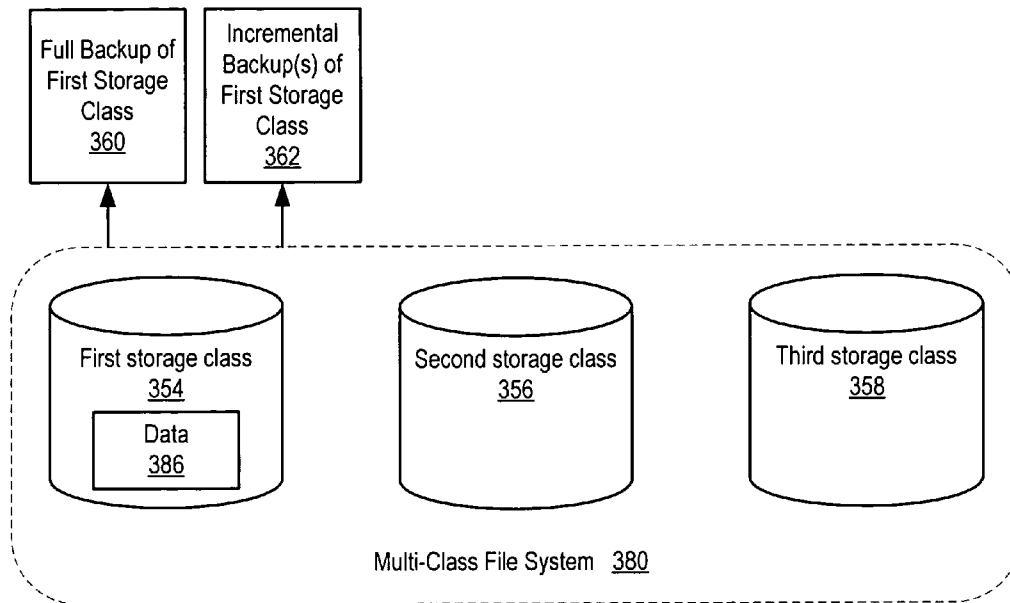 Full Backup of
First Storage
Class
360
Incremental
Backup(s) of
First Storage
Class
362
First storage class
354
Data
386
Second storage class
356
Third storage class
358
Multi-Class File System 380